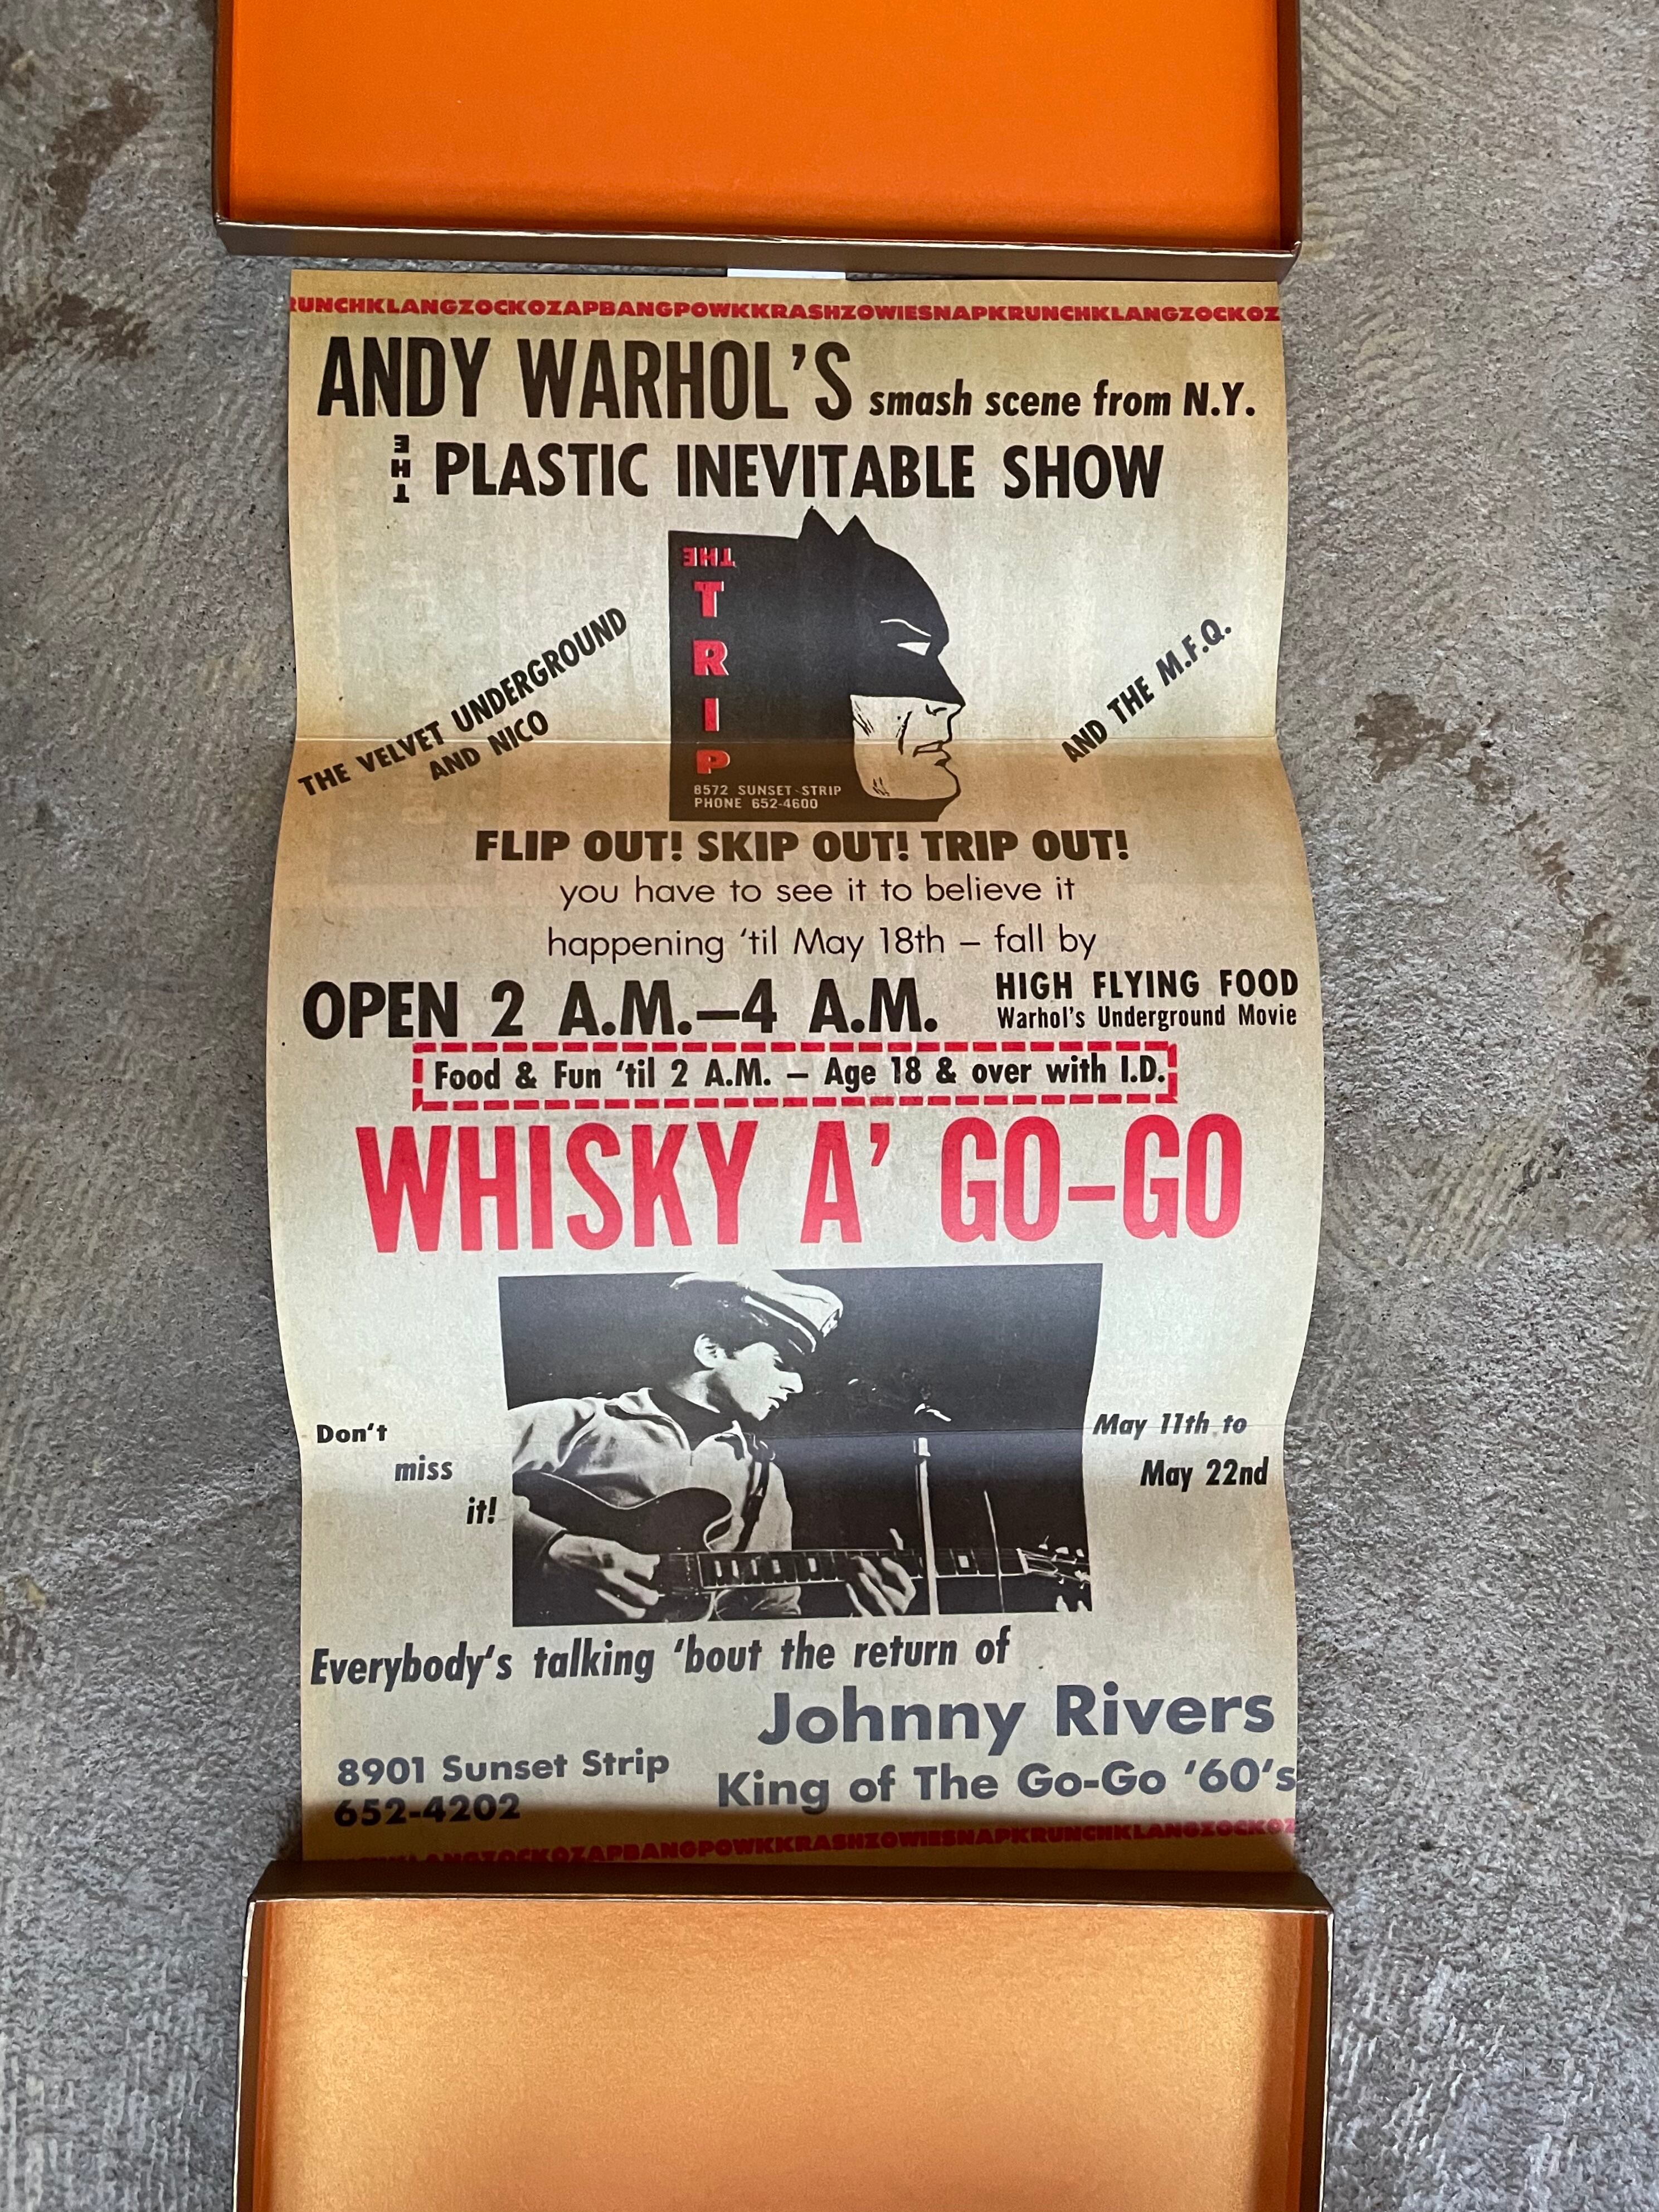 RUNCHKLANGZOCKOZAPBANGPOWKKRASHZOWIESNAPKRUNCHKLANGZOCKOZ
ANDY WARHOL'S smash scene from N.Y.
THE PLASTIC INEVITABLE SHOW
THE
TRIP
8572 SUNSET STRIP
PHONE 652-4600
THE VELVET UNDERGROUND
AND NICO
AND THE M.F.Q.
FLIP OUT! SKIP OUT! TRIP OUT!
you have to see it to believe it
happening 'til May 18th – fall by
OPEN 2 A.M.–4 A.M.
HIGH FLYING FOOD
Warhol's Underground Movie
Food & Fun 'til 2 A.M. – Age 18 & over with I.D.
WHISKY A' GO-GO
Don't
miss
it!
May 11th to
May 22nd
Everybody's talking 'bout the return of
Johnny Rivers
King of The Go-Go '60's
8901 Sunset Strip
652-4202
LANGZOCKOZAPBANGPOWKKRASHZOWIESNAPKRUNCHKLANGZOCKOZ